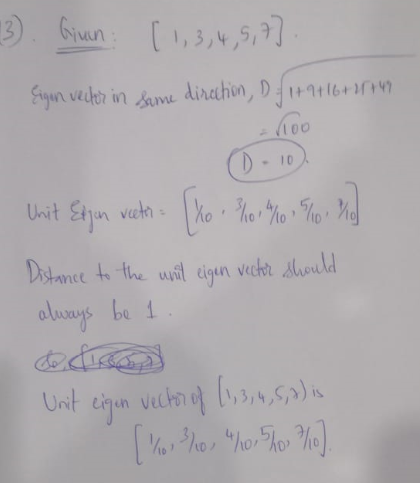 3). Given: [1, 3, 4, 5, 7].
Eigen vector in same direction, D √1+9+16+25+49
= √100
D = 10.
Unit Eigen vector = [1/10, 3/10, 4/10, 5/10, 7/10]
Distance to the unit eigen vector should
always be 1.
Unit eigen vector of [1,3,4,5,7) is
[1/10, 3/10, 4/10, 5/10, 7/10].